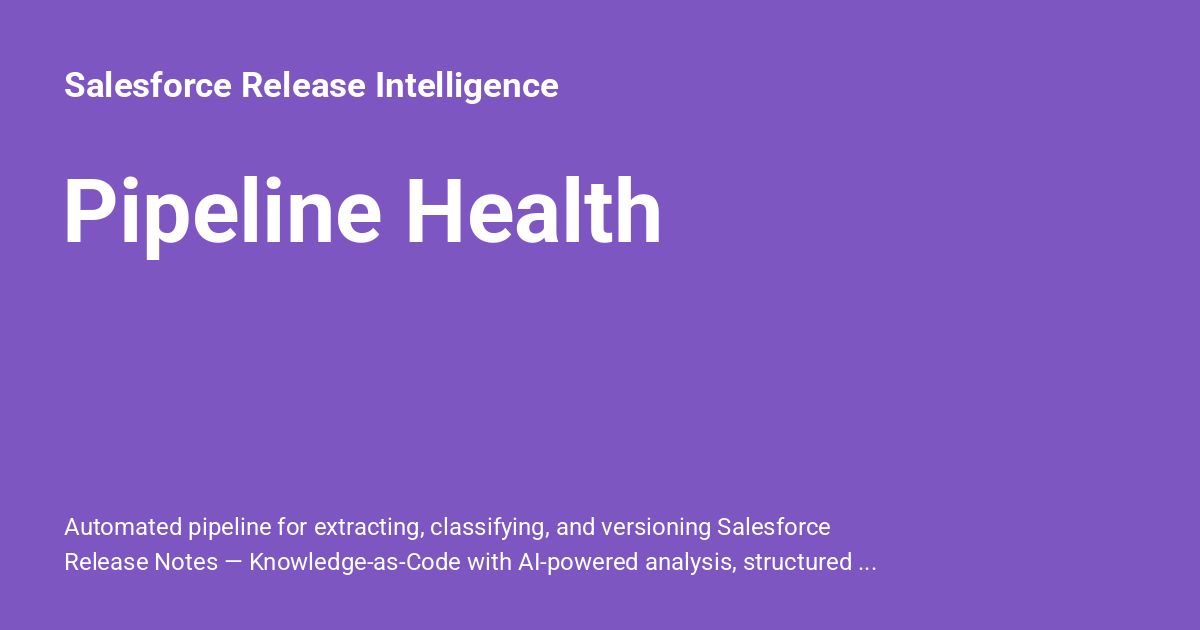 Salesforce Release Intelligence
Pipeline Health
Automated pipeline for extracting, classifying, and versioning Salesforce
Release Notes — Knowledge-as-Code with AI-powered analysis, structured ...